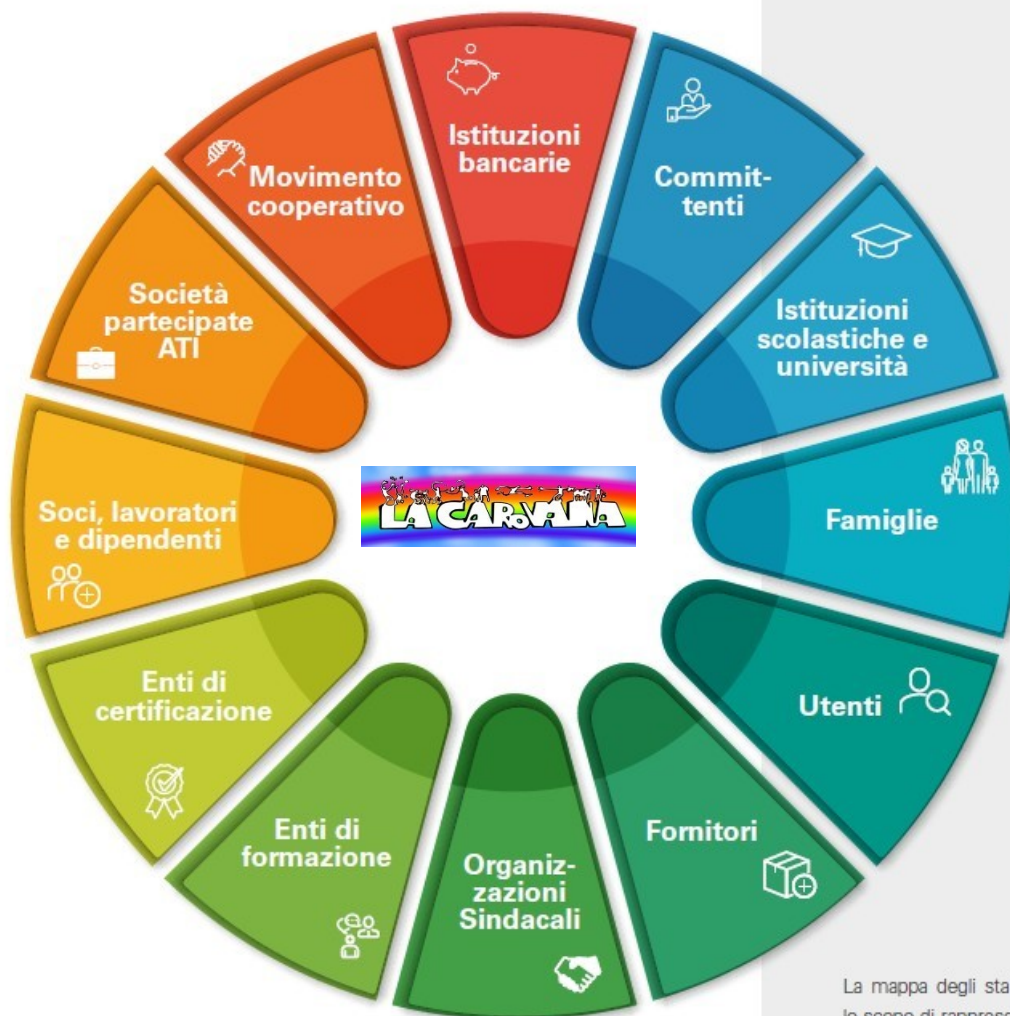 Istituzioni
bancarie
Commit-
tenti
Istituzioni
scolastiche e
università
Famiglie
Utenti
Fornitori
Organiz-
zazioni
Sindacali
Enti di
formazione
Enti di
certificazione
Soci, lavoratori
e dipendenti
Società
partecipate
ATI
Movimento
cooperativo
LA CAROVANA
La mappa degli sta
lo scopo di